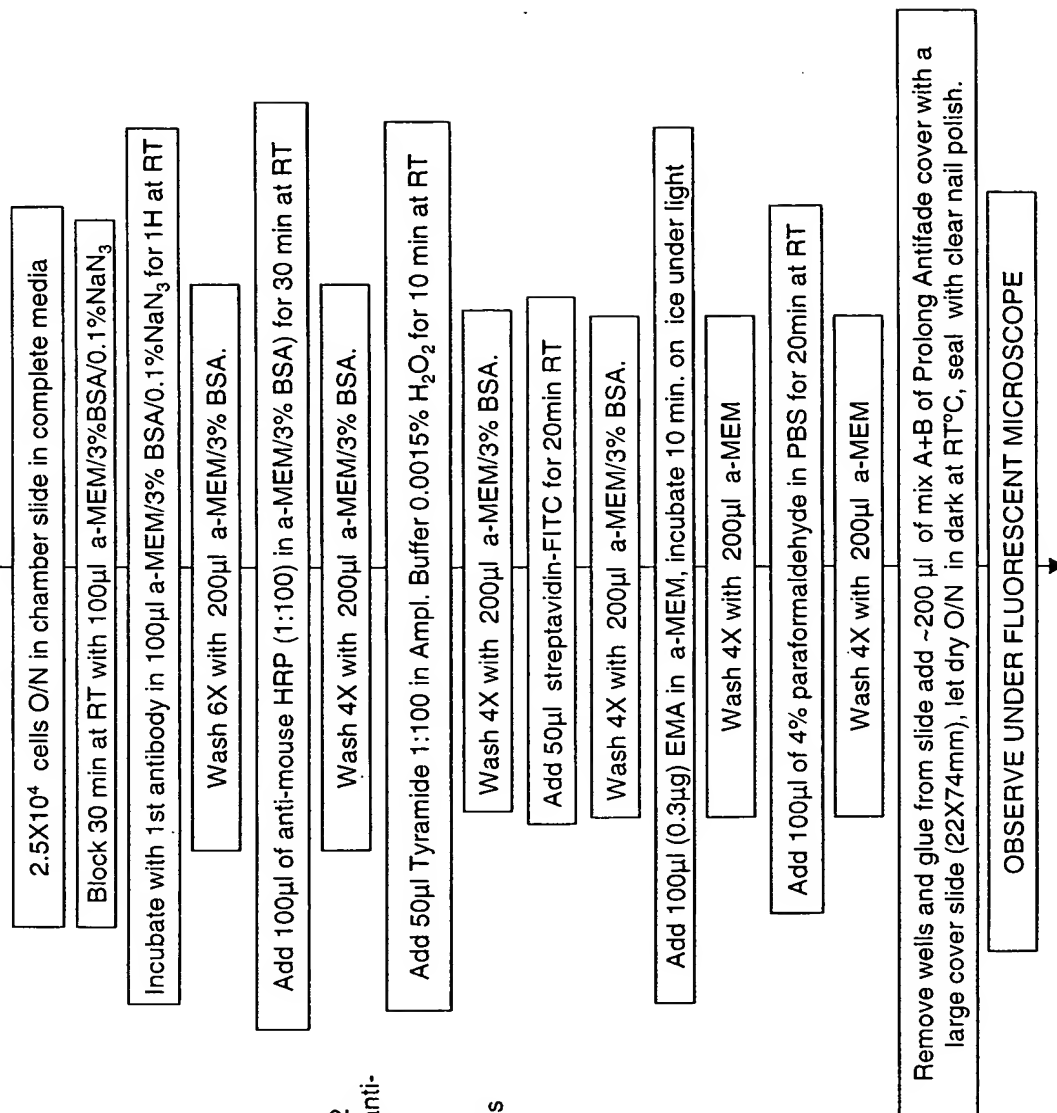 2.5X10⁴ cells O/N in chamber slide in complete media
Block 30 min at RT with 100µl a-MEM/3%BSA/0.1%NaN₃
Incubate with 1st antibody in 100µl a-MEM/3% BSA/0.1%NaN₃ for 1H at RT
Wash 6X with 200µl a-MEM/3% BSA.
Add 100µl of anti-mouse HRP (1:100) in a-MEM/3% BSA) for 30 min at RT
Wash 4X with 200µl a-MEM/3% BSA.
Add 50µl Tyramide 1:100 in Ampl. Buffer 0.0015% H₂O₂ for 10 min at RT
Wash 4X with 200µl a-MEM/3% BSA.
Add 50µl streptavidin-FITC for 20min RT
Wash 4X with 200µl a-MEM/3% BSA.
Add 100µl (0.3µg) EMA in a-MEM, incubate 10 min. on ice under light
Wash 4X with 200µl a-MEM
Add 100µl of 4% paraformaldehyde in PBS for 20min at RT
Wash 4X with 200µl a-MEM
Remove wells and glue from slide add ~200 µl of mix A+B of Prolong Antifade cover with a
large cover slide (22X74mm), let dry O/N in dark at RT°C, seal with clear nail polish.
OBSERVE UNDER FLUORESCENT MICROSCOPE
anti-